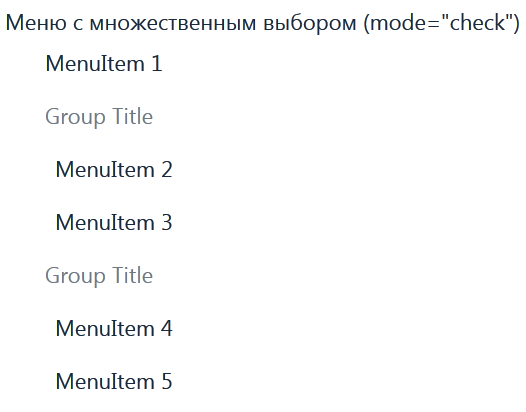 Меню с множественным выбором (mode="check")
MenuItem 1
Group Title
MenuItem 2
MenuItem 3
Group Title
MenuItem 4
MenuItem 5